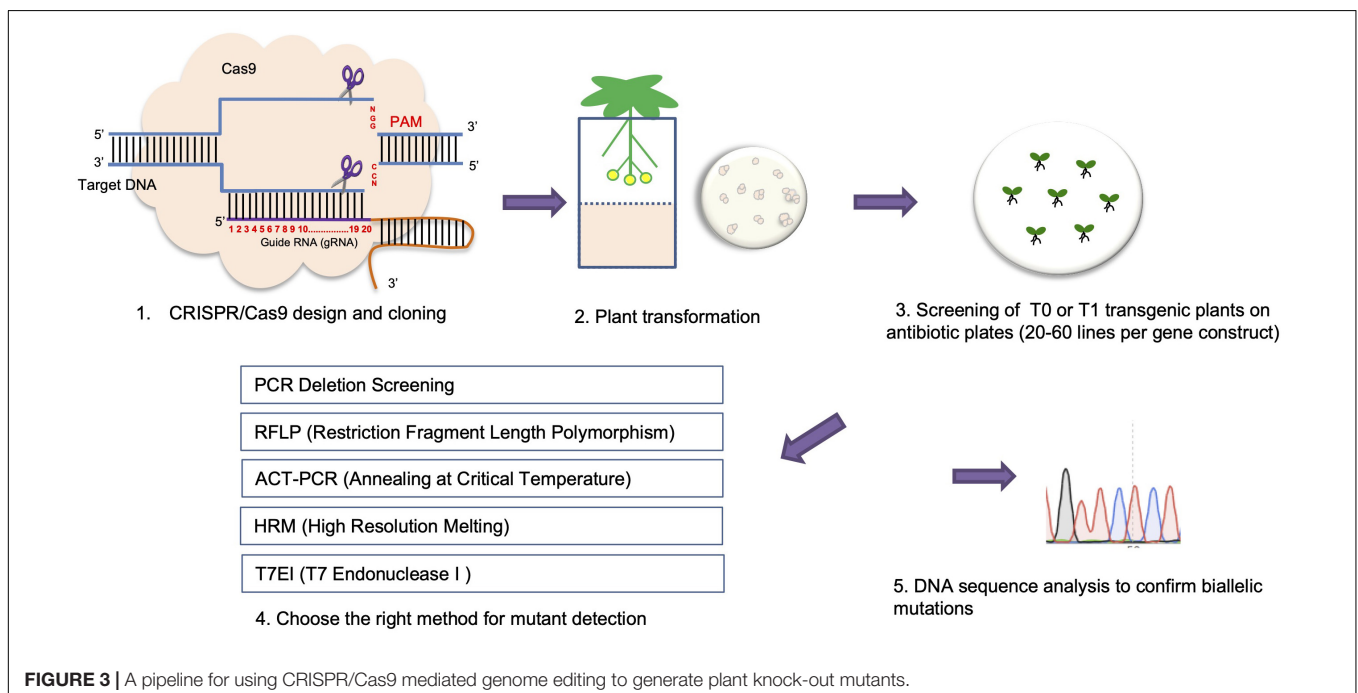 Cas9
N
G
G
PAM
5’
3’
3’
5’
C
C
N
Target DNA
5’
1 2 3 4 5 6 7 8 9 10...............19 20
Guide RNA (gRNA)
3’
1. CRISPR/Cas9 design and cloning
2. Plant transformation
3. Screening of T0 or T1 transgenic plants on
antibiotic plates (20-60 lines per gene construct)
PCR Deletion Screening
RFLP (Restriction Fragment Length Polymorphism)
ACT-PCR (Annealing at Critical Temperature)
HRM (High Resolution Melting)
T7EI (T7 Endonuclease I )
4. Choose the right method for mutant detection
5. DNA sequence analysis to confirm biallelic
mutations
FIGURE 3 | A pipeline for using CRISPR/Cas9 mediated genome editing to generate plant knock-out mutants.